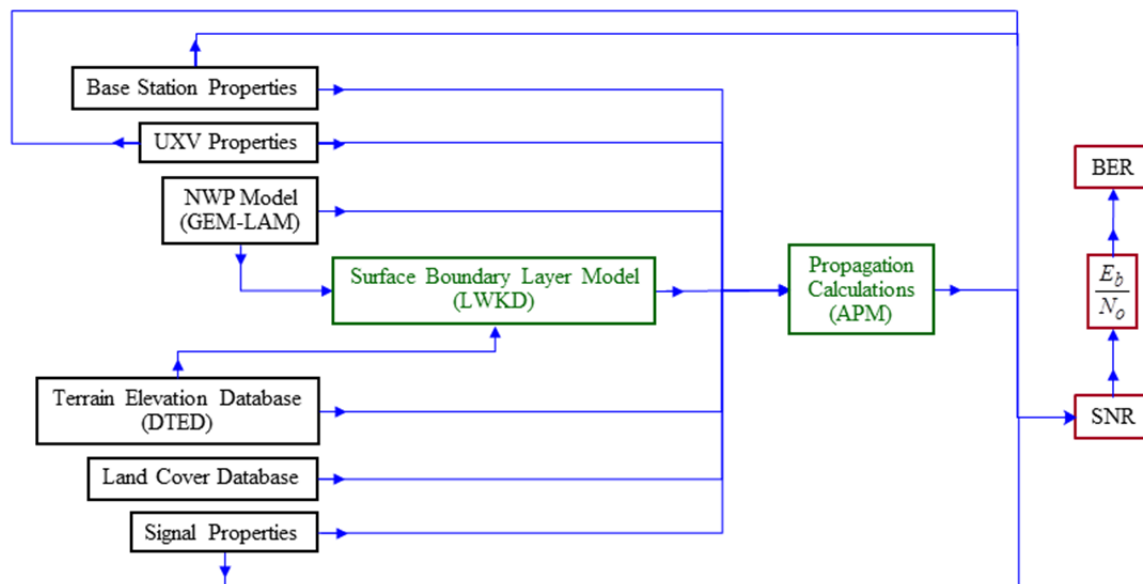 Base Station Properties
UXV Properties
NWP Model
(GEM-LAM)
Surface Boundary Layer Model
(LWKD)
Terrain Elevation Database
(DTED)
Land Cover Database
Signal Properties
Propagation
Calculations
(APM)
BER
E_b
N_o
SNR